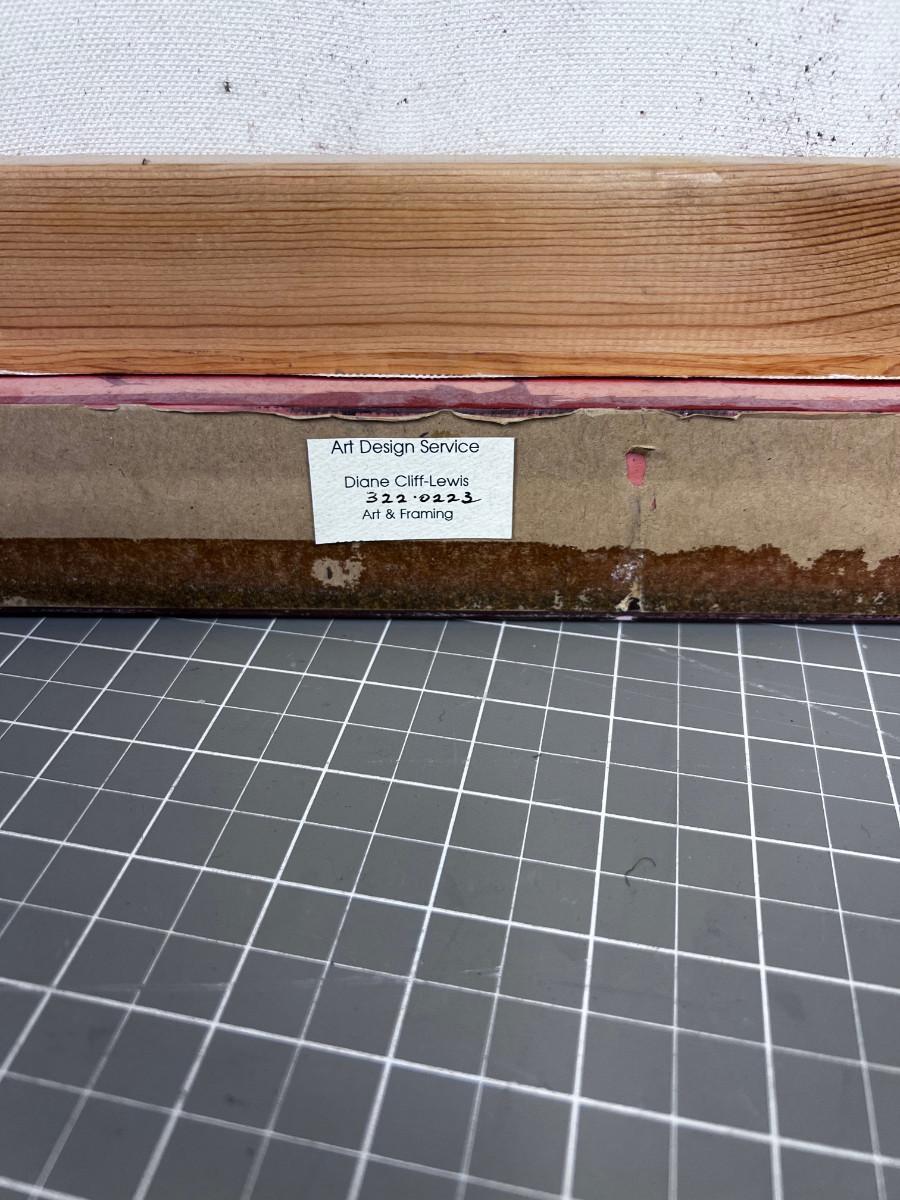 Art Design Service
Diane Cliff-Lewis
322·0223
Art & Framing